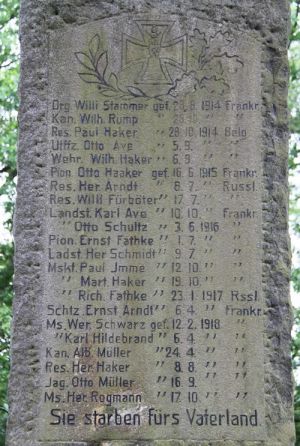 Drg. Willi Stammer gef. 28. 8. 1914 Frankr.
Kan. Wilh. Rump " "
Res. Paul Haker " 28. 10. 1914 Belg
Utffz. Otto Ave " 5. 9. " "
Wehr. Wilh. Haker " 6. 9. " "
Pion. Otto Haaker gef. 16. 6. 1915 Frankr.
Res. Her. Arndt " 8. 7. " Russl.
Res. Willi Fürböter " 17. 7. " "
Landst. Karl Ave " 10. 10. " Frankr.
" Otto Schultz " 3. 6. 1916 "
Pion. Ernst Fathke " 1. 7. " "
Ladst. Her. Schmidt " 9. 7. " "
Mskt. Paul Jmme " 12. 10. " "
" Mart. Haker " 19. 10. " "
" Rich. Fathke " 23. 1. 1917 Rssl.
Schtz. Ernst Arndt " 6. 4. " Frankr.
Ms. Wer. Schwarz gef. 12. 2. 1918 "
" Karl Hildebrand " 6. 4. " "
Kan. Alb. Müller " 24. 4. " "
Res. Her. Haker " 8. 8. " "
Jag. Otto Müller " 16. 9. " "
Ms. Her. Rogmann " 17. 10. " "
Sie starben fürs Vaterland.